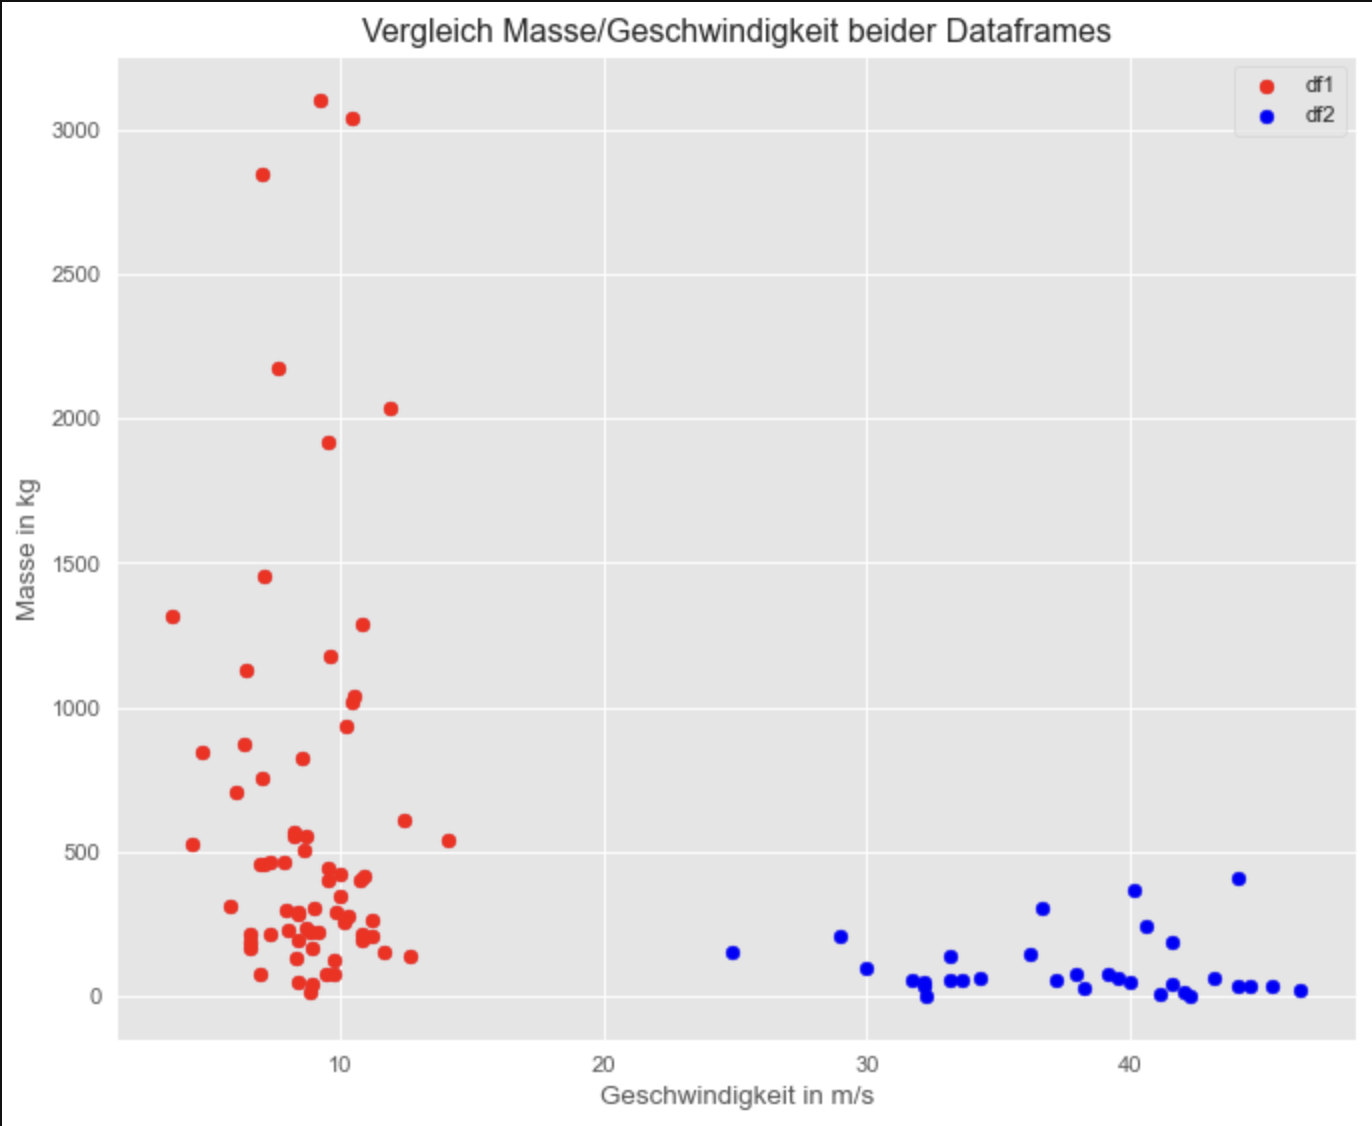 Vergleich Masse/Geschwindigkeit beider Dataframes
df1
df2
3000
2500
2000
1500
1000
500
0
Masse in kg
10
20
30
40
Geschwindigkeit in m/s